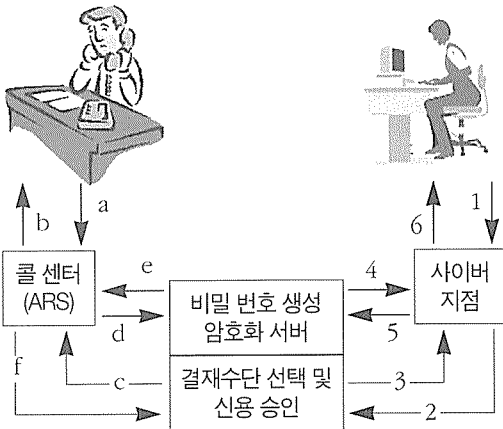 b
a
6
1
콜 센터
(ARS)
e
d
비밀 번호 생성
암호화 서버
4
5
사이버
지점
f
c
결재수단 선택 및
신용 승인
3
2